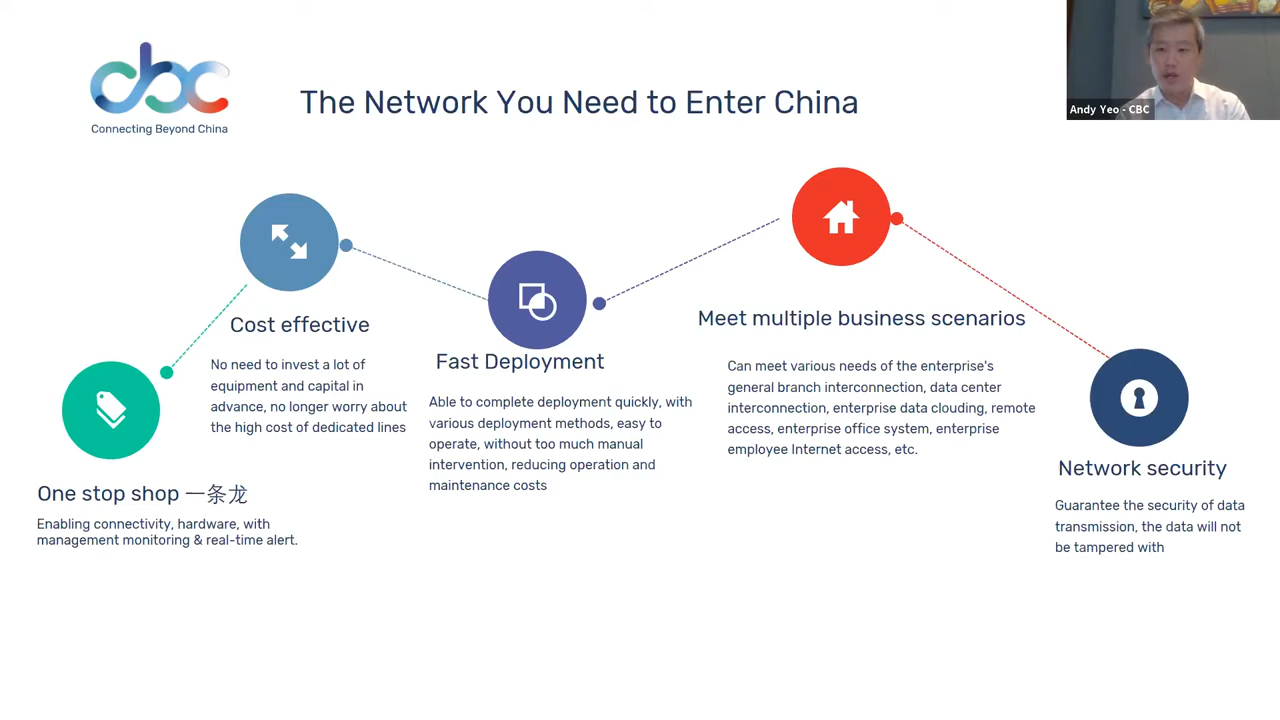 cbc
Connecting Beyond China
The Network You Need to Enter China
Andy Yeo - CBC
One stop shop 一条龙
Enabling connectivity, hardware, with
management monitoring & real-time alert.
Cost effective
No need to invest a lot of
equipment and capital in
advance, no longer worry about
the high cost of dedicated lines
Fast Deployment
Able to complete deployment quickly, with
various deployment methods, easy to
operate, without too much manual
intervention, reducing operation and
maintenance costs
Meet multiple business scenarios
Can meet various needs of the enterprise's
general branch interconnection, data center
interconnection, enterprise data clouding, remote
access, enterprise office system, enterprise
employee Internet access, etc.
Network security
Guarantee the security of data
transmission, the data will not
be tampered with